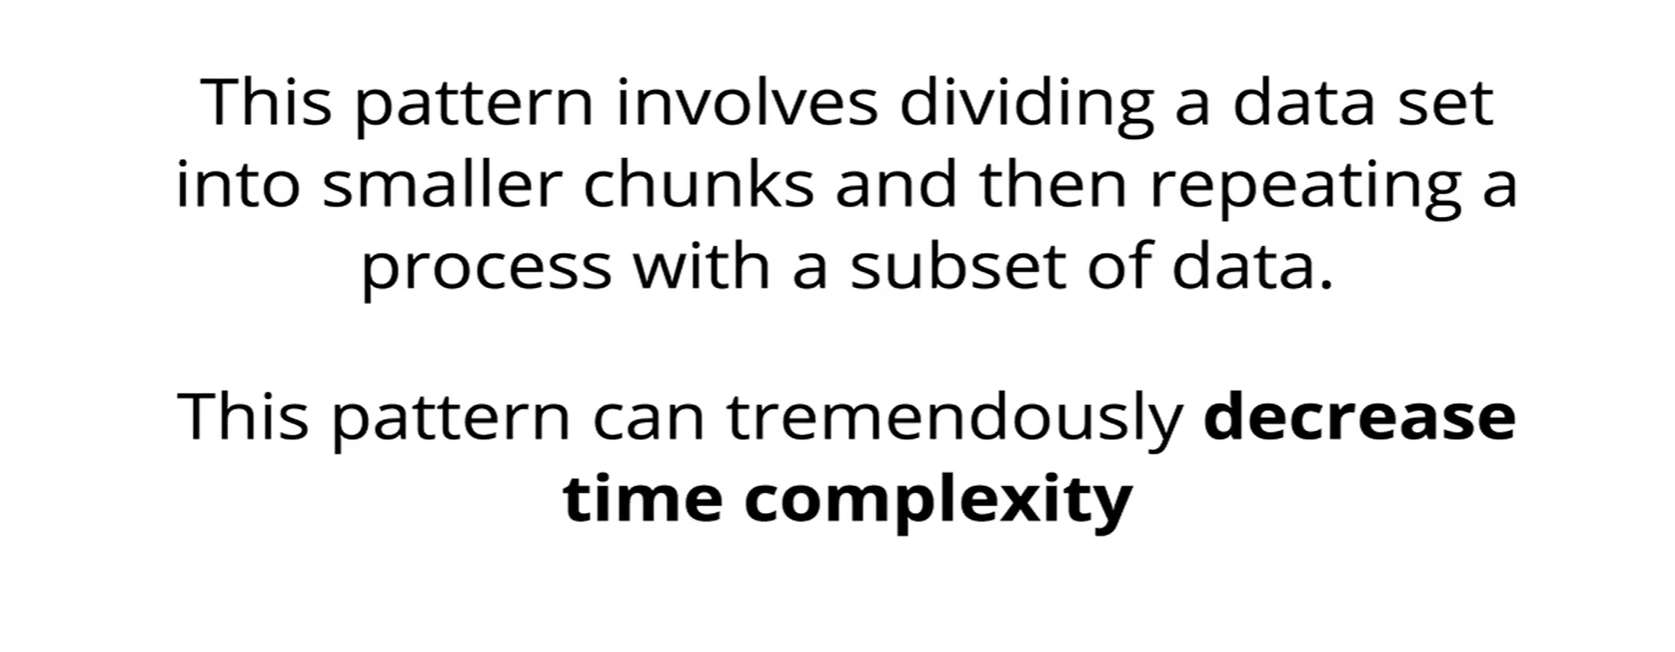 This pattern involves dividing a data set
into smaller chunks and then repeating a
process with a subset of data.
This pattern can tremendously decrease
time complexity